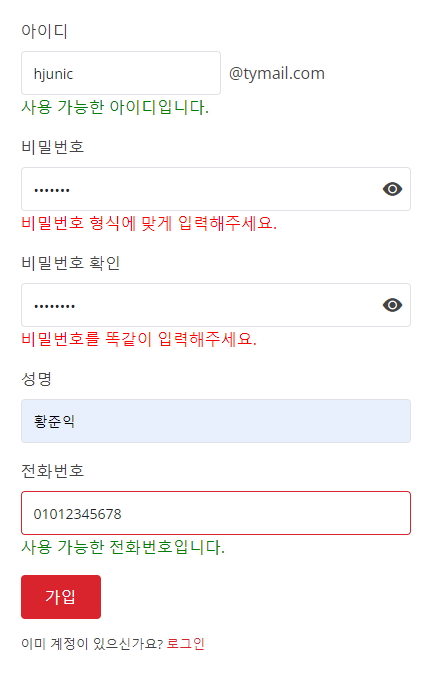 아이디
hjunic @tymail.com
사용 가능한 아이디입니다.
비밀번호
•••••••
비밀번호 형식에 맞게 입력해주세요.
비밀번호 확인
••••••••
비밀번호를 똑같이 입력해주세요.
성명
황준익
전화번호
01012345678
사용 가능한 전화번호입니다.
가입
이미 계정이 있으신가요? 로그인